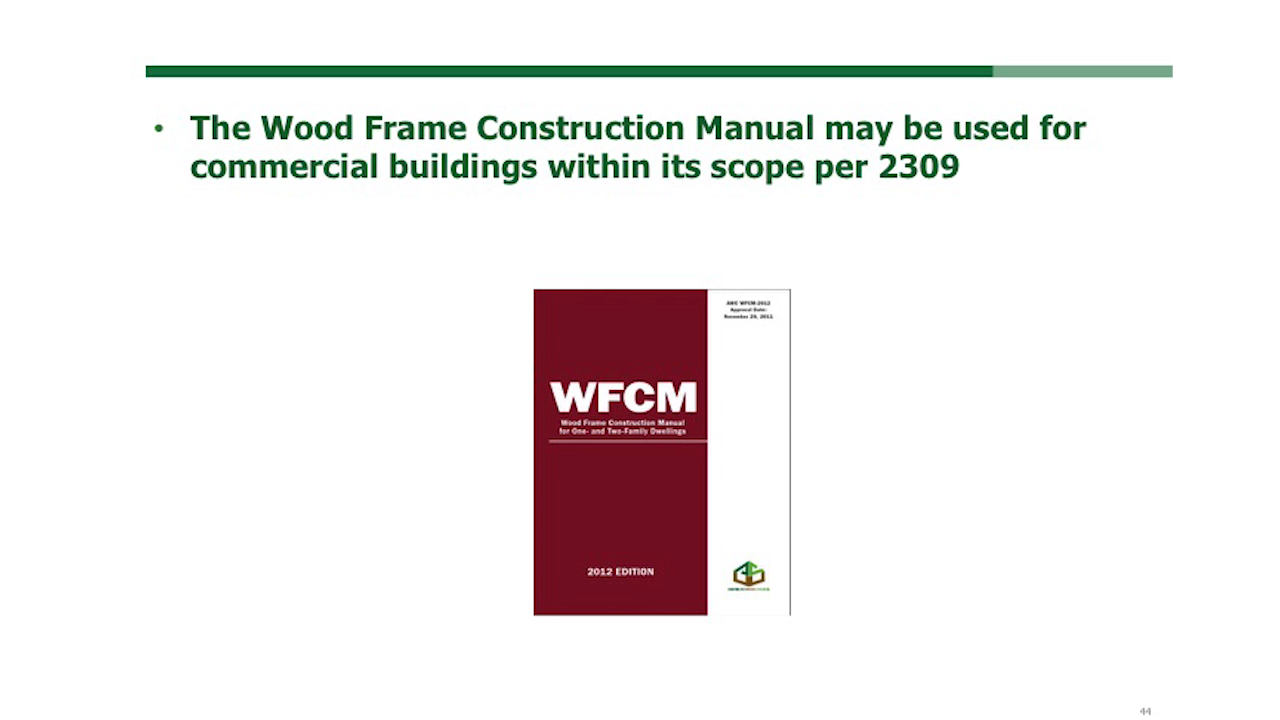 • The Wood Frame Construction Manual may be used for
commercial buildings within its scope per 2309
AWC WFCM-2012
Approval Date:
November 29, 2011
WFCM
Wood Frame Construction Manual
for One- and Two-Family Dwellings
2012 EDITION
44